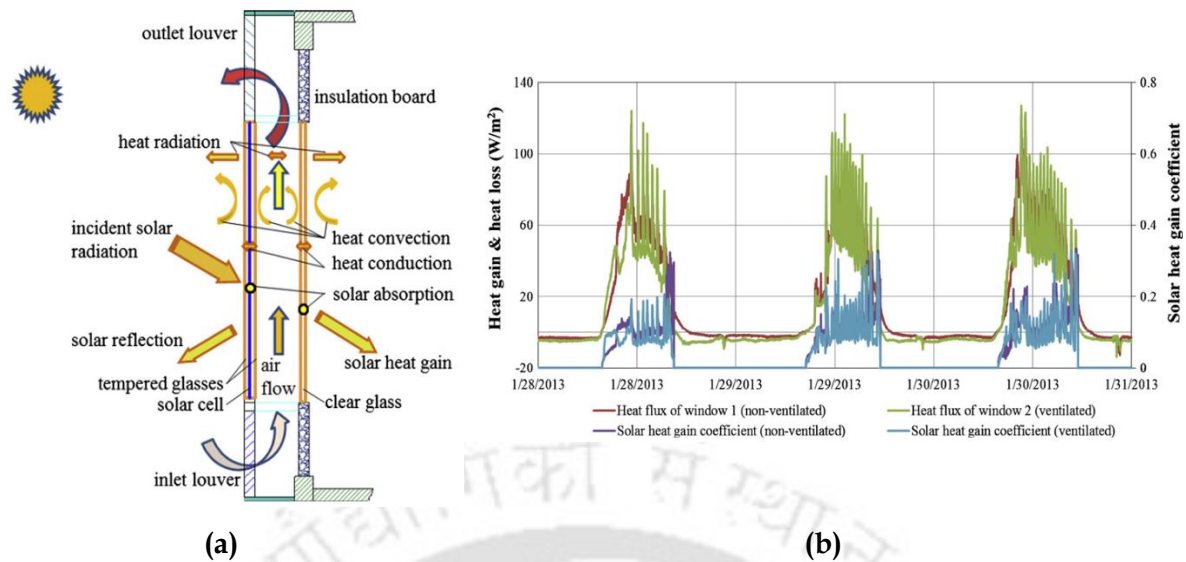 outlet louver
insulation board
heat radiation
incident solar
radiation
heat convection
heat conduction
solar absorption
solar reflection
solar heat gain
tempered glasses
solar cell
air
flow
clear glass
inlet louver
(a)
Heat gain & heat loss (W/m²)
140
100
60
20
-20
0.8
0.6
0.4
0.2
0
Solar heat gain coefficient
1/28/2013 1/28/2013 1/29/2013 1/29/2013 1/30/2013 1/30/2013 1/31/2013
Heat flux of window 1 (non-ventilated) Heat flux of window 2 (ventilated)
Solar heat gain coefficient (non-ventilated) Solar heat gain coefficient (ventilated)
(b)